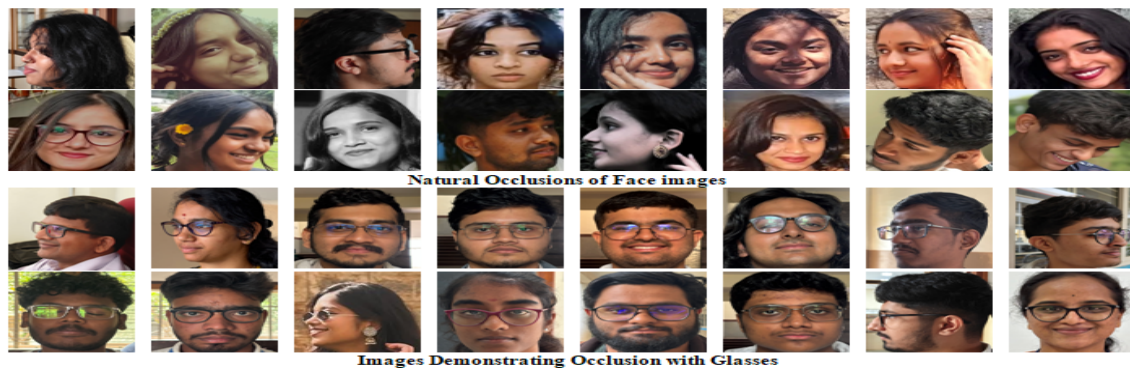 Natural Occlusions of Face images
Images Demonstrating Occlusion with Glasses